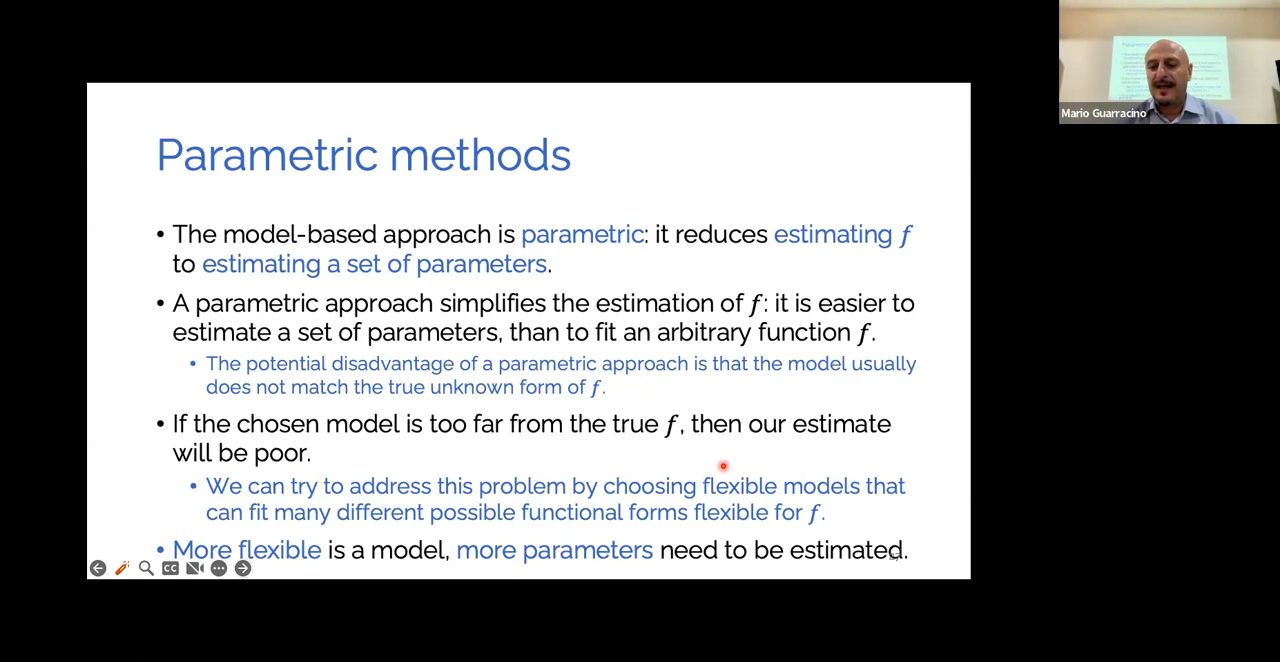 Parametric methods
• The model-based approach is parametric: it reduces estimating f
to estimating a set of parameters.
• A parametric approach simplifies the estimation of f: it is easier to
estimate a set of parameters, than to fit an arbitrary function f.
• The potential disadvantage of a parametric approach is that the model usually
does not match the true unknown form of f.
• If the chosen model is too far from the true f, then our estimate
will be poor.
• We can try to address this problem by choosing flexible models that
can fit many different possible functional forms flexible for f.
• More flexible is a model, more parameters need to be estimated.
CC
Mario Guarracino